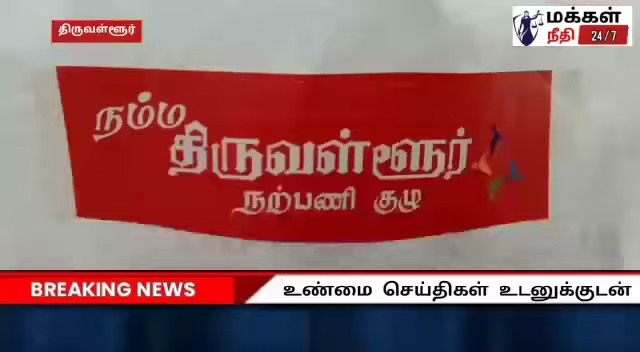 திருவள்ளூர்
மக்கள்
நீதி 24/7
நம்ம
திருவள்ளூர்
நற்பணி குழு
BREAKING NEWS
உண்மை செய்திகள் உடனுக்குடன்